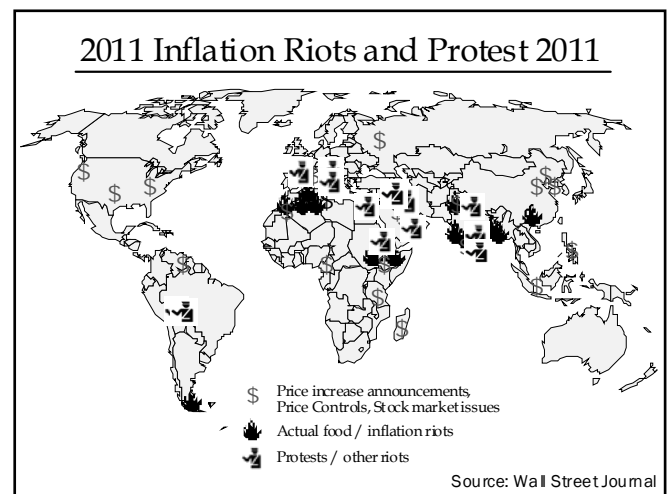 2011 Inflation Riots and Protest 2011
$ Price increase announcements,
Price Controls, Stock market issues
Actual food / inflation riots
Protests / other riots
Source: Wall Street Journal